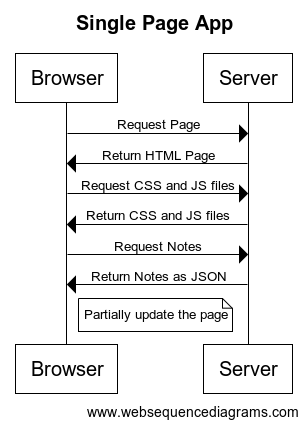 Single Page App
Browser Server
Request Page
Return HTML Page
Request CSS and JS files
Return CSS and JS files
Request Notes
Return Notes as JSON
Partially update the page
Browser Server
www.websequencediagrams.com